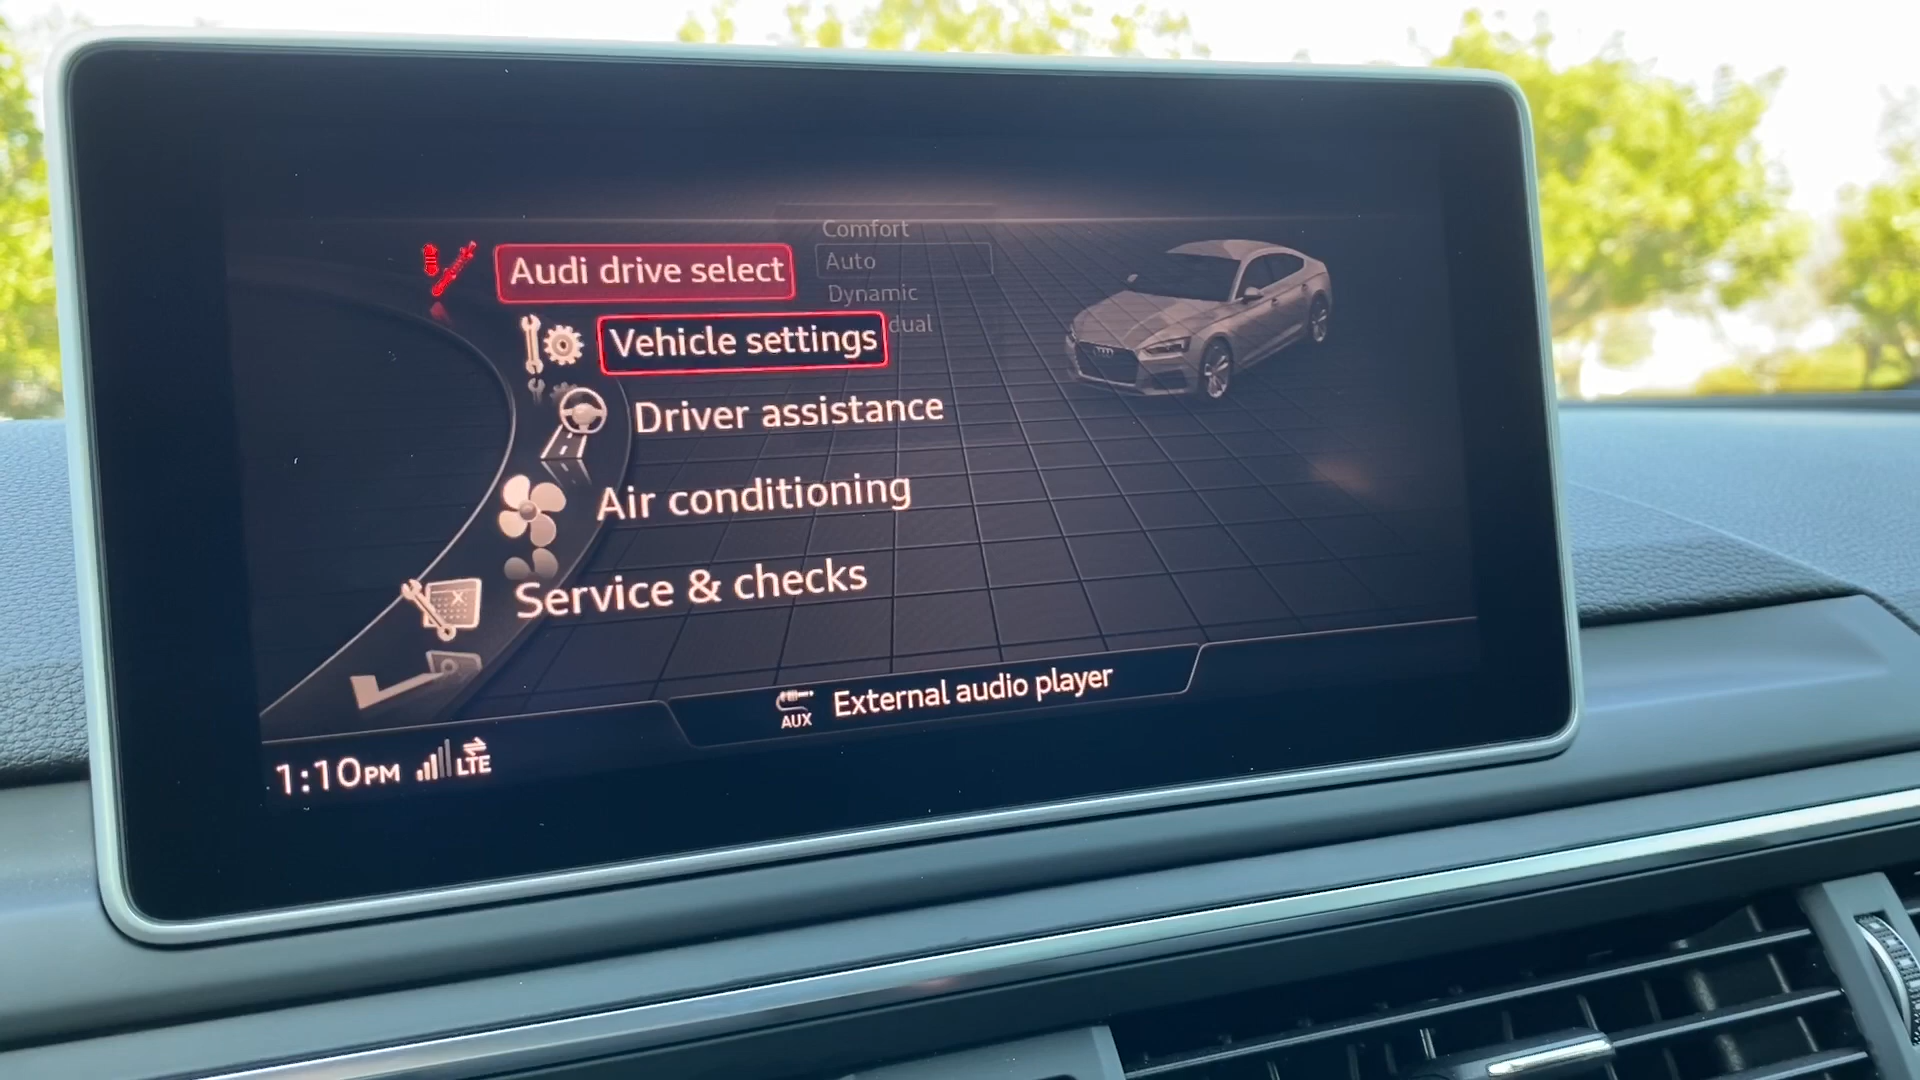 Comfort
Audi drive select
Auto
Dynamic
dual
Vehicle settings
Driver assistance
Air conditioning
Service & checks
AUX
External audio player
1:10PM
LTE